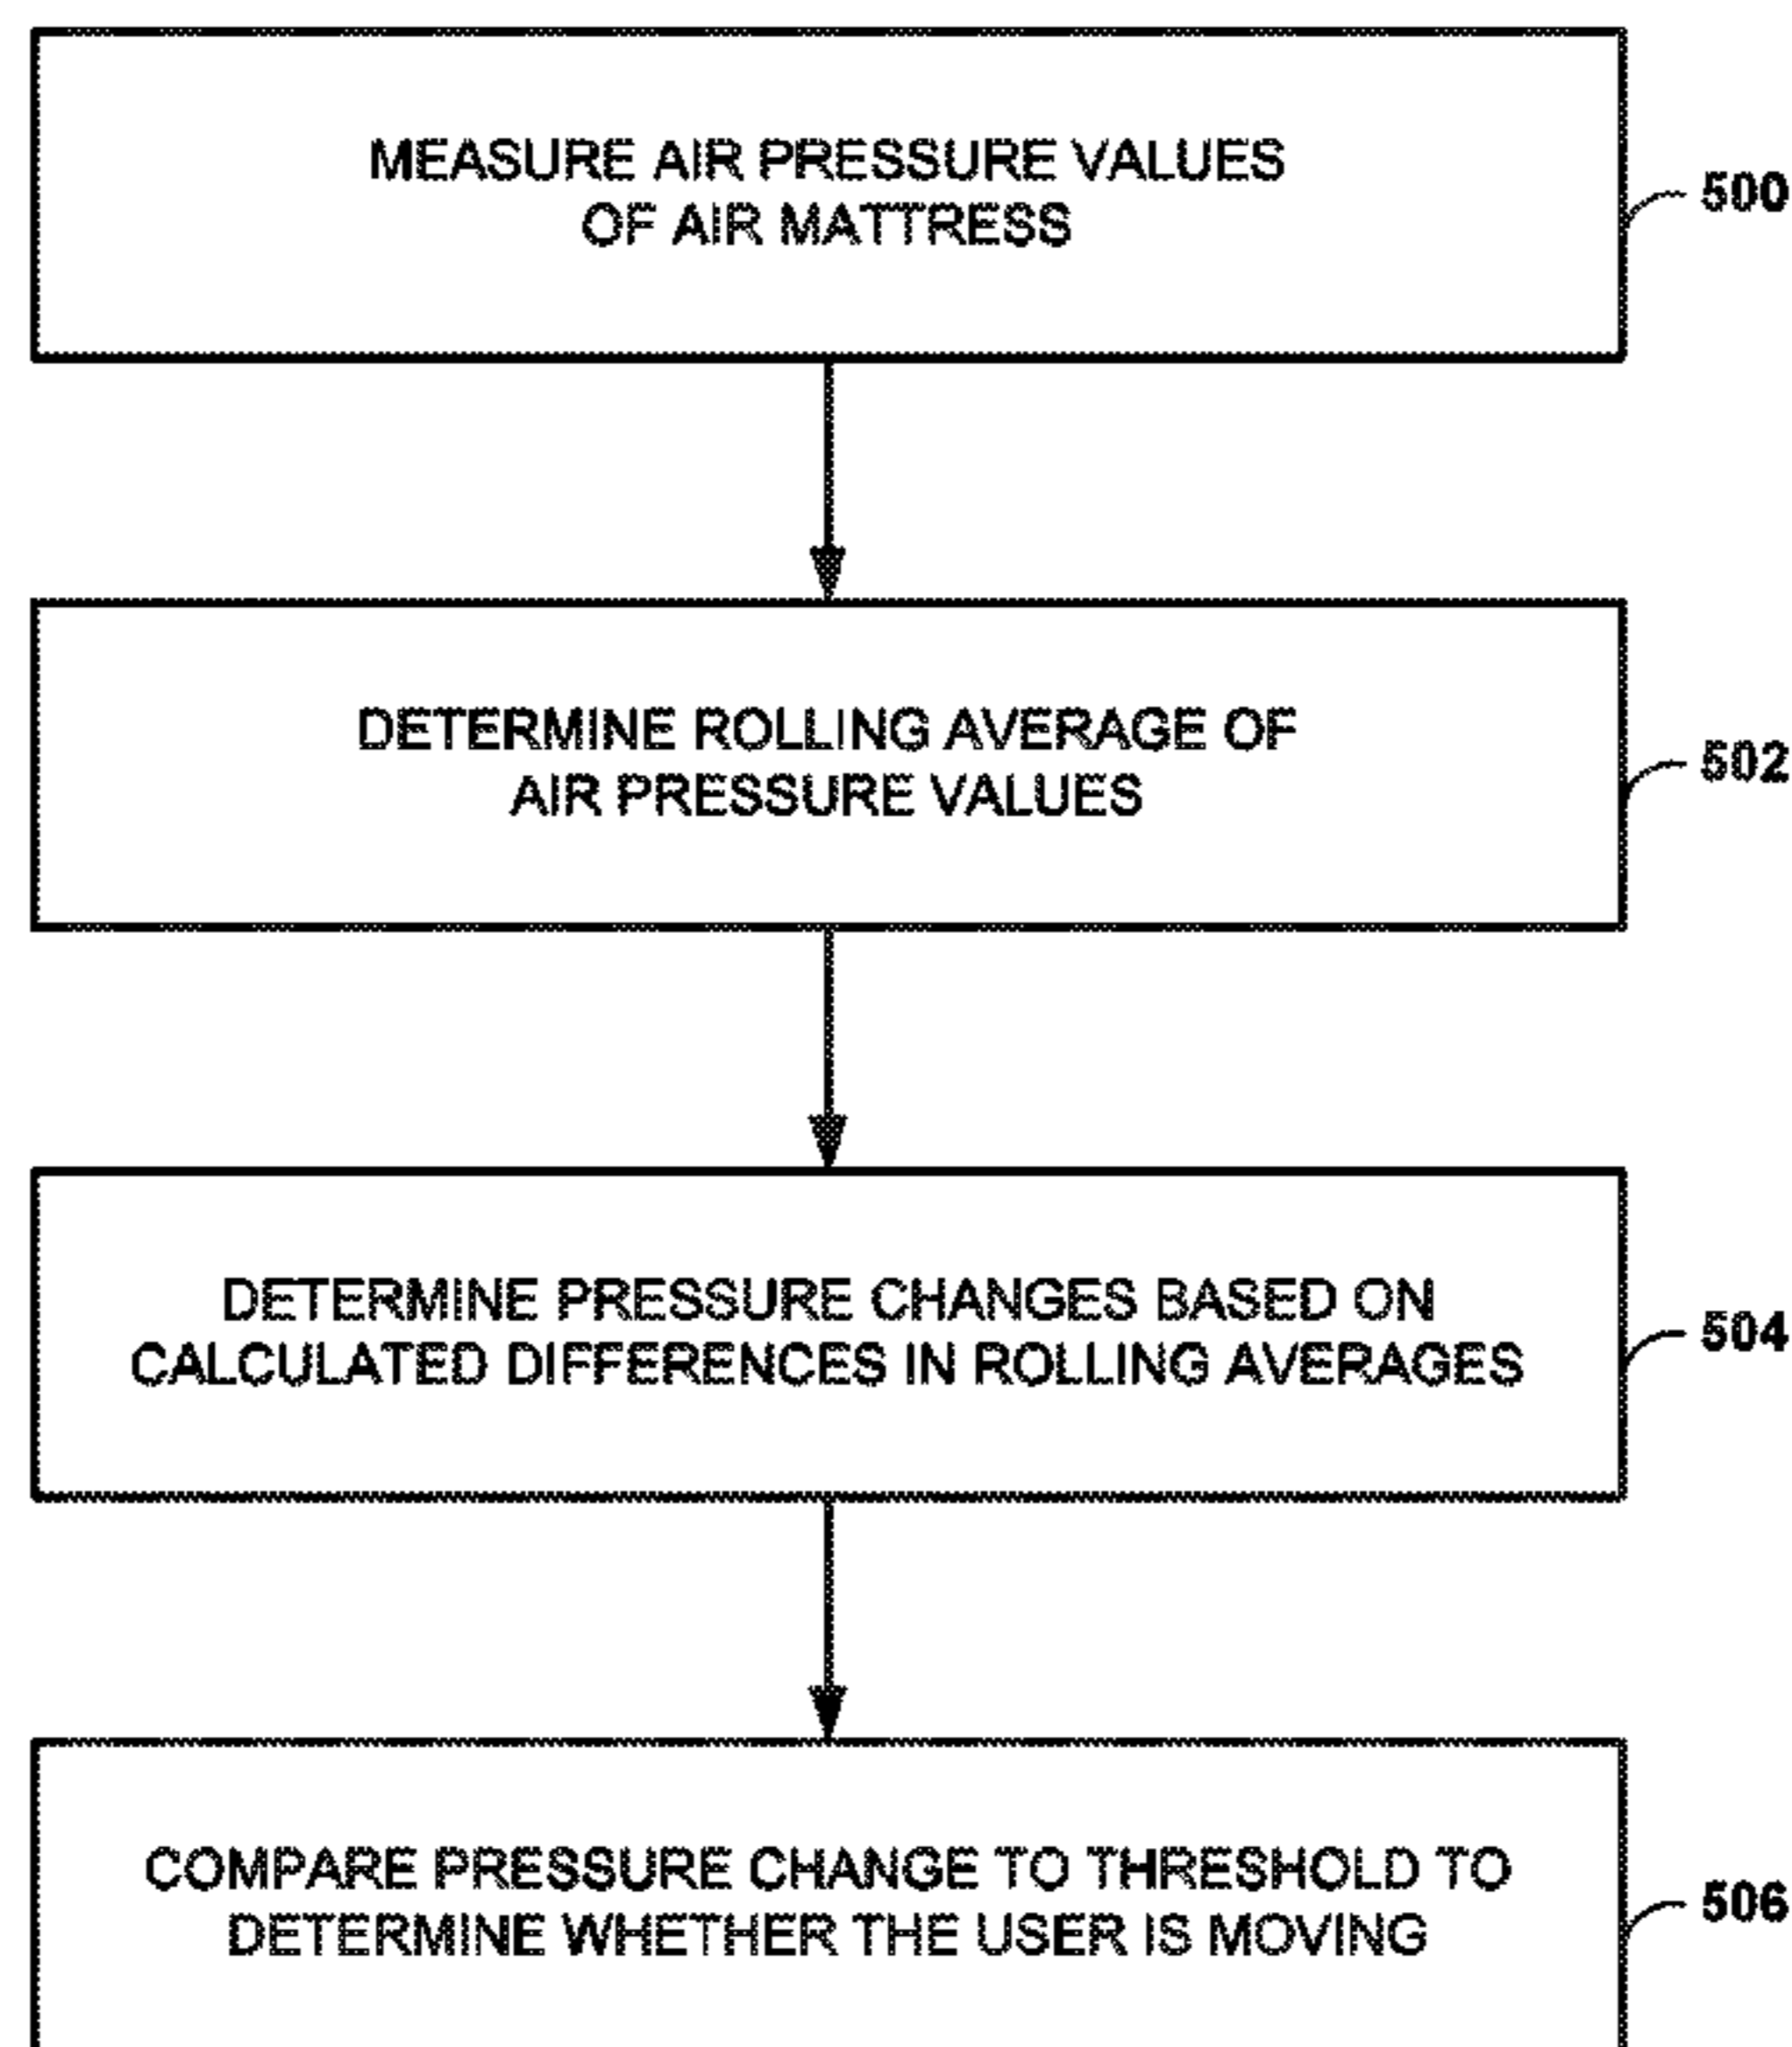 MEASURE AIR PRESSURE VALUES
OF AIR MATTRESS
500
DETERMINE ROLLING AVERAGE OF
AIR PRESSURE VALUES
502
DETERMINE PRESSURE CHANGES BASED ON
CALCULATED DIFFERENCES IN ROLLING AVERAGES
504
COMPARE PRESSURE CHANGE TO THRESHOLD TO
DETERMINE WHETHER THE USER IS MOVING
506